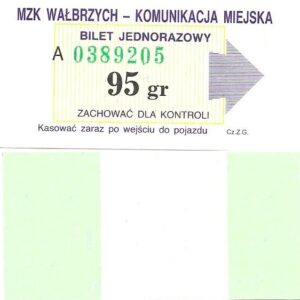 MZK WAŁBRZYCH – KOMUNIKACJA MIEJSKA
BILET JEDNORAZOWY
A 0389205
95 gr
ZACHOWAĆ DLA KONTROLI
Kasować zaraz po wejściu do pojazdu
Cz.Z.G.